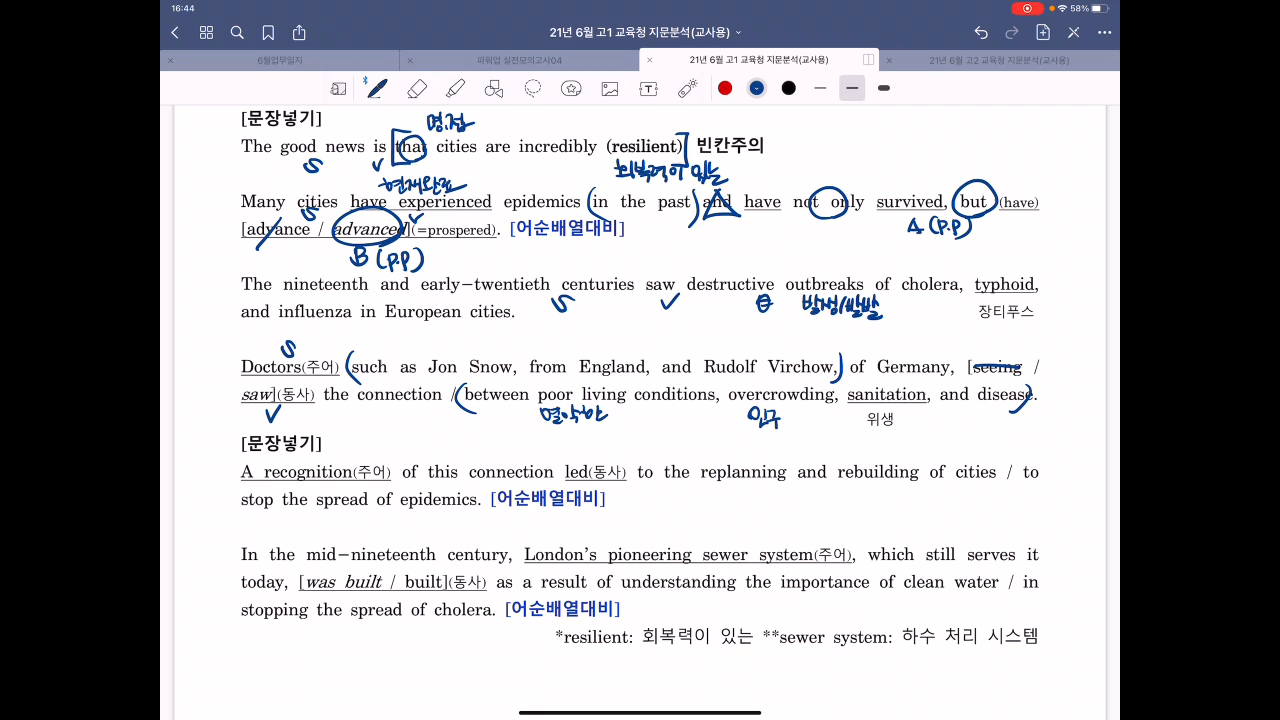 16:44
58%
21년 6월 고1 교육청 지문분석(교사용)
6월업무일지
파워업 실전모의고사04
21년 6월 고1 교육청 지문분석(교사용)
21년 6월 고2 교육청 지문분석(교사용)
[문장넣기]
명.접
The good news is that cities are incredibly (resilient) 빈칸주의
S
현재완료
회복력이 있는
Many cities have experienced epidemics (in the past) and have not only survived, but (have)
S
A (p.p)
[advance / advanced](=prospered). [어순배열대비]
B (p.p)
The nineteenth and early-twentieth centuries saw destructive outbreaks of cholera, typhoid,
S
O
발생/발발
and influenza in European cities.
장티푸스
S
Doctors(주어) (such as Jon Snow, from England, and Rudolf Virchow,) of Germany, [seeing /
saw](동사) the connection / (between poor living conditions, overcrowding, sanitation, and disease).
열악한
인구
위생
[문장넣기]
A recognition(주어) of this connection led(동사) to the replanning and rebuilding of cities / to
stop the spread of epidemics. [어순배열대비]
In the mid-nineteenth century, London's pioneering sewer system(주어), which still serves it
today, [was built / built](동사) as a result of understanding the importance of clean water / in
stopping the spread of cholera. [어순배열대비]
*resilient: 회복력이 있는 **sewer system: 하수 처리 시스템